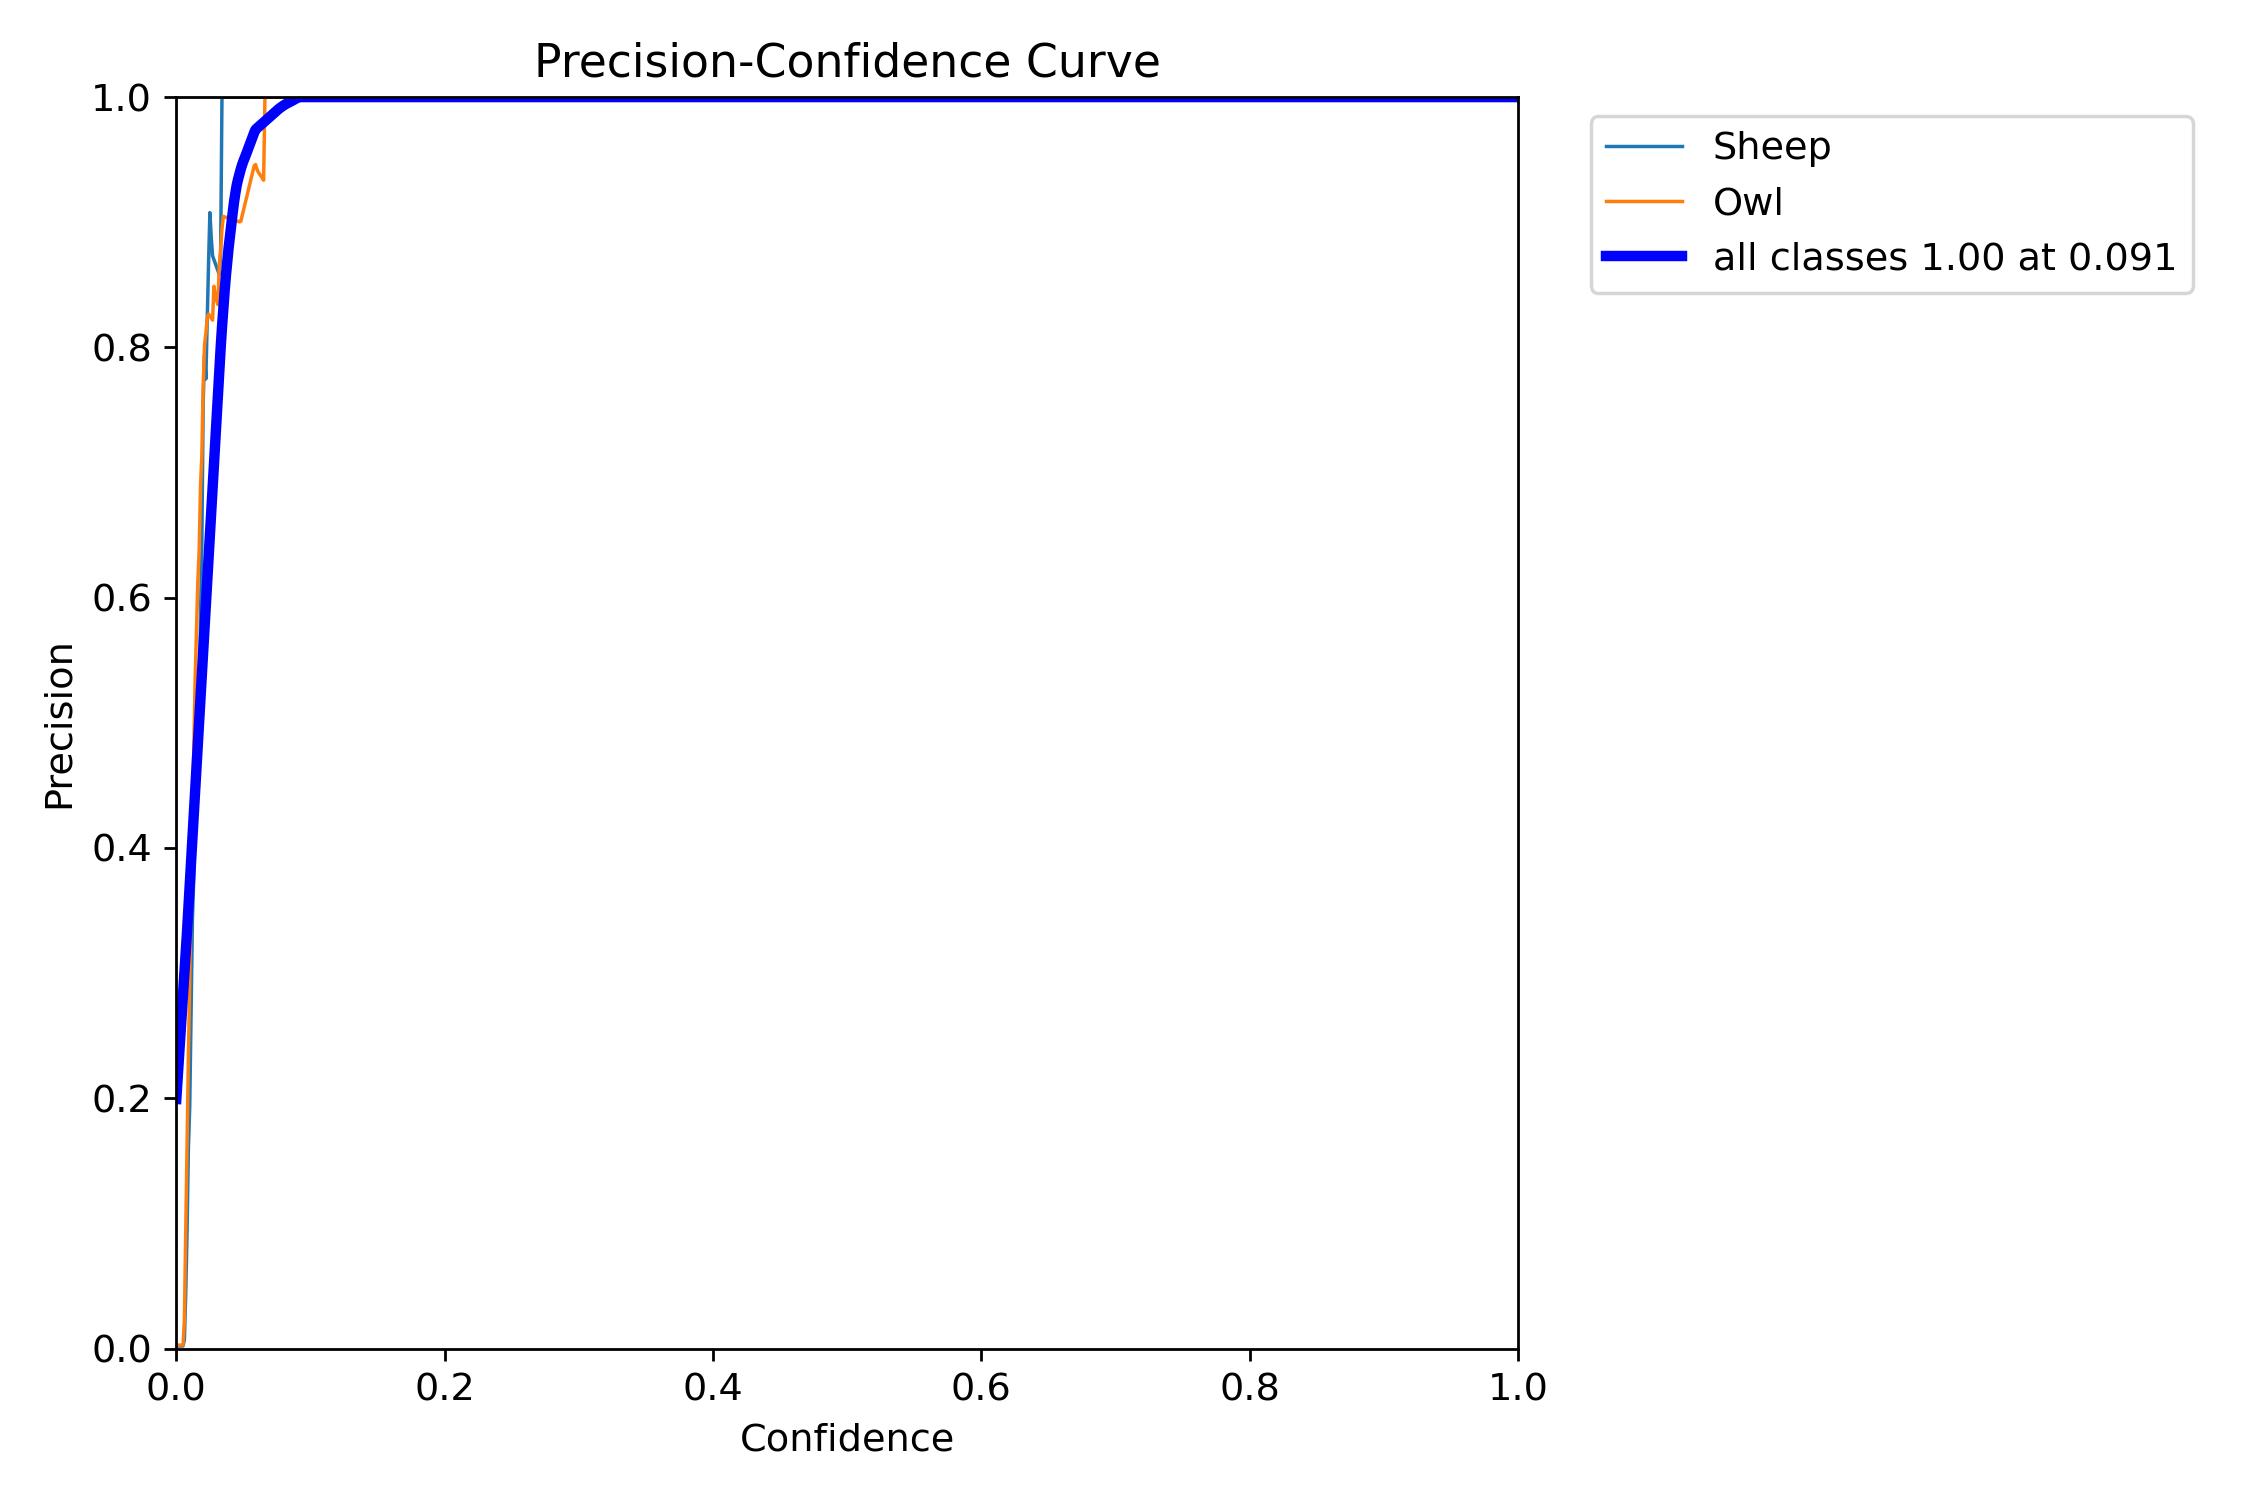 Precision-Confidence Curve
1.0
0.8
0.6
0.4
0.2
0.0
Precision
0.0 0.2 0.4 0.6 0.8 1.0
Confidence
Sheep
Owl
all classes 1.00 at 0.091